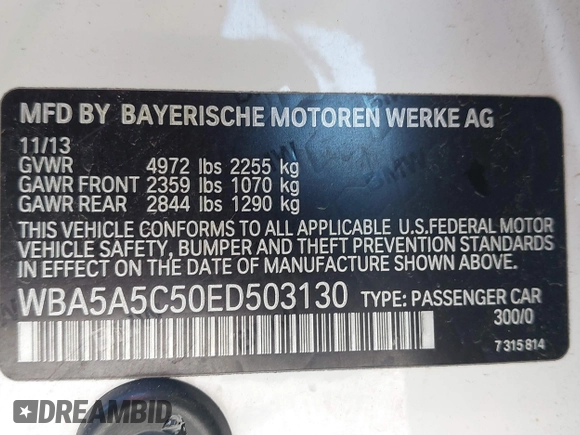 MFD BY BAYERISCHE MOTOREN WERKE AG
11/13
GVWR 4972 lbs 2255 kg
GAWR FRONT 2359 lbs 1070 kg
GAWR REAR 2844 lbs 1290 kg
THIS VEHICLE CONFORMS TO ALL APPLICABLE U.S.FEDERAL MOTOR
VEHICLE SAFETY, BUMPER AND THEFT PREVENTION STANDARDS
IN EFFECT ON THE DATE OF MANUFACTURE SHOWN ABOVE.
WBA5A5C50ED503130 TYPE: PASSENGER CAR
300/0
7 315 814
DREAMBID